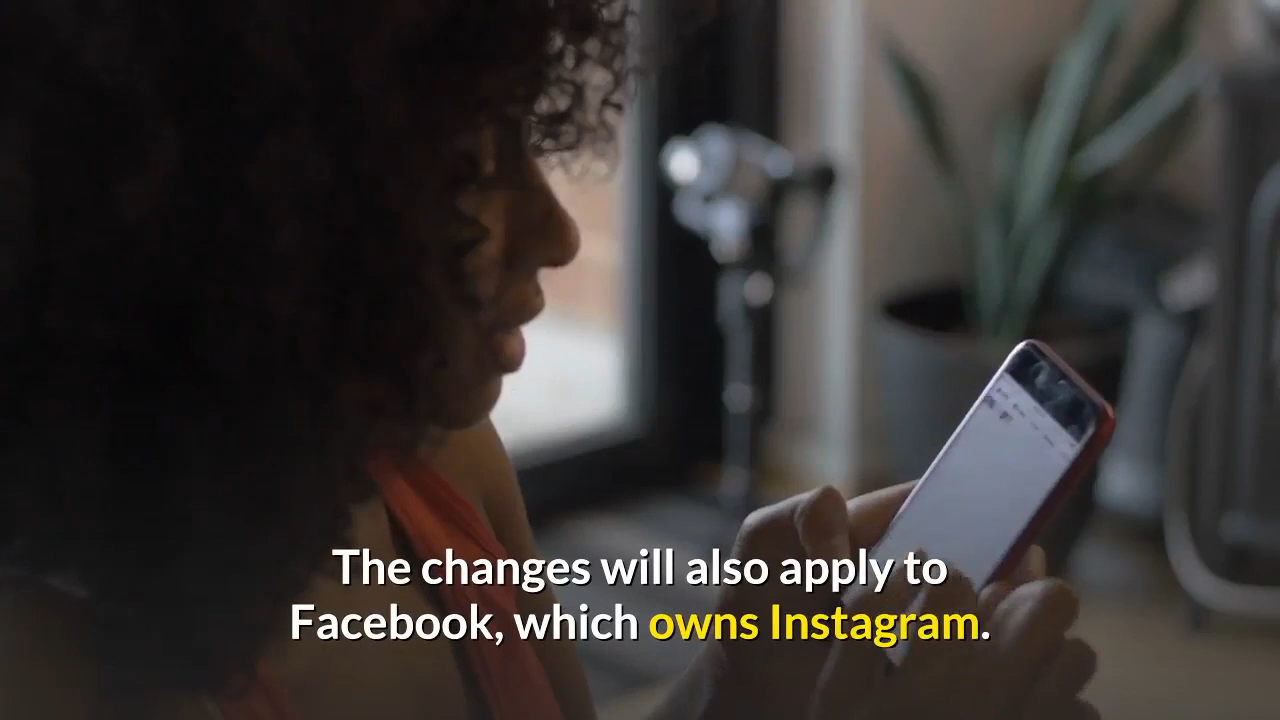 The changes will also apply to
Facebook, which owns Instagram.